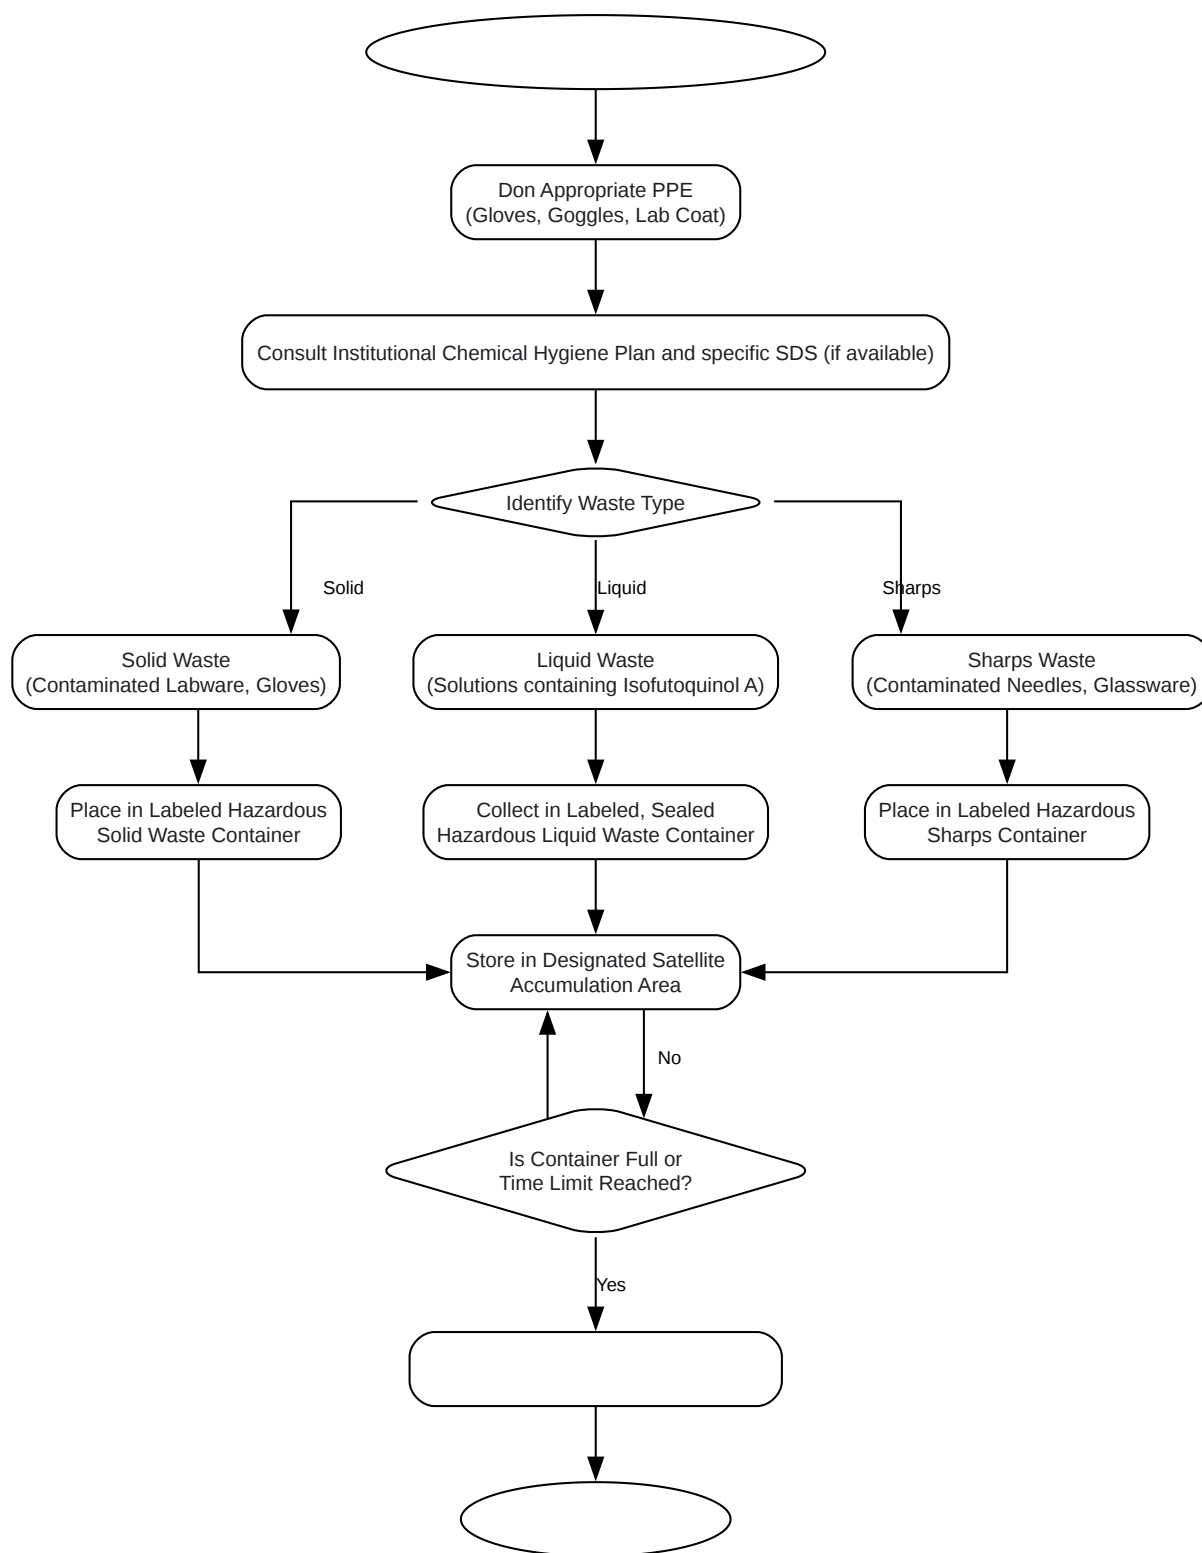 Don Appropriate PPE
(Gloves, Goggles, Lab Coat)
Consult Institutional Chemical Hygiene Plan and specific SDS (if available)
Identify Waste Type
Solid
Liquid
Sharps
Solid Waste
(Contaminated Labware, Gloves)
Liquid Waste
(Solutions containing Isofutoquinol A)
Sharps Waste
(Contaminated Needles, Glassware)
Place in Labeled Hazardous
Solid Waste Container
Collect in Labeled, Sealed
Hazardous Liquid Waste Container
Place in Labeled Hazardous
Sharps Container
Store in Designated Satellite
Accumulation Area
No
Is Container Full or
Time Limit Reached?
Yes